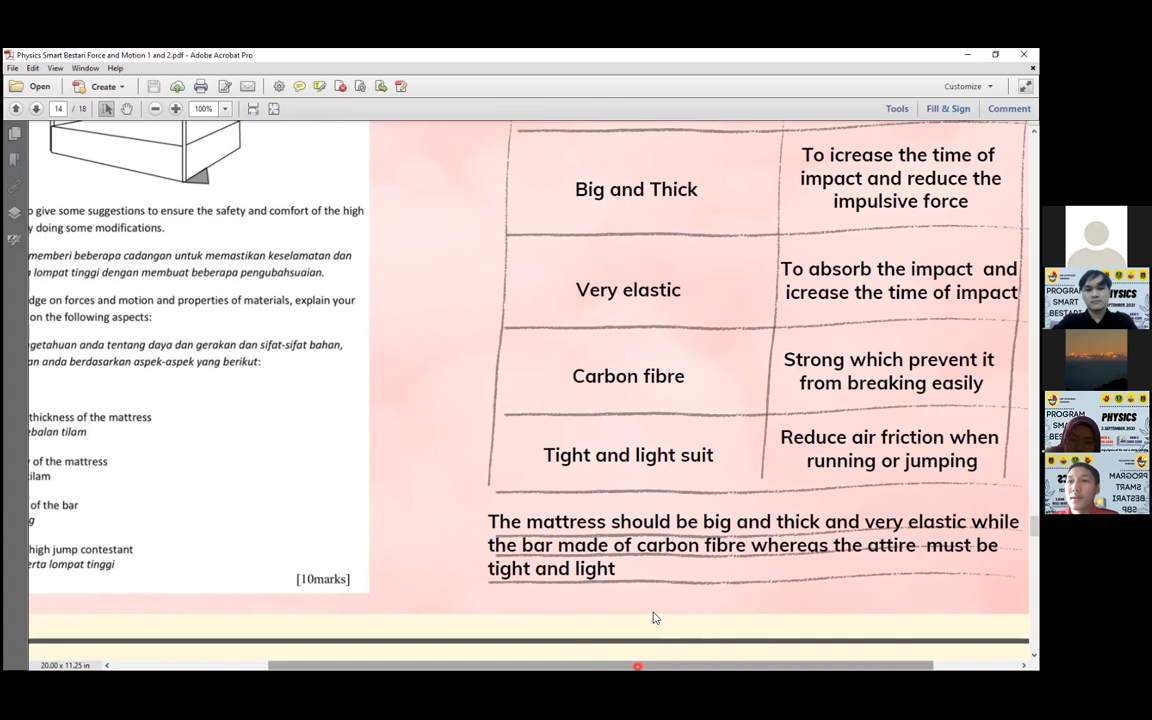 Physics Smart Bestari Force and Motion 1 and 2.pdf - Adobe Acrobat Pro
File Edit View Window Help
Open Create Customize
14 / 18 100% Tools Fill & Sign Comment
o give some suggestions to ensure the safety and comfort of the high
y doing some modifications.
memberi beberapa cadangan untuk memastikan keselamatan dan
a lompat tinggi dengan membuat beberapa pengubahsuaian.
dge on forces and motion and properties of materials, explain your
on the following aspects:
getahuan anda tentang daya dan gerakan dan sifat-sifat bahan,
an anda berdasarkan aspek-aspek yang berikut:
thickness of the mattress
ebalan tilam
y of the mattress
tilam
of the bar
g
high jump contestant
erta lompat tinggi
[10marks]
Big and Thick
To icrease the time of
impact and reduce the
impulsive force
Very elastic
To absorb the impact and
icrease the time of impact
Carbon fibre
Strong which prevent it
from breaking easily
Tight and light suit
Reduce air friction when
running or jumping
The mattress should be big and thick and very elastic while
the bar made of carbon fibre whereas the attire must be
tight and light
20.00 x 11.25 in
PROGRAM
SMART
PHYSICS
PROGRAM
SMART
PHYSICS
PROGRAM
SMART
BESTARI
SBP